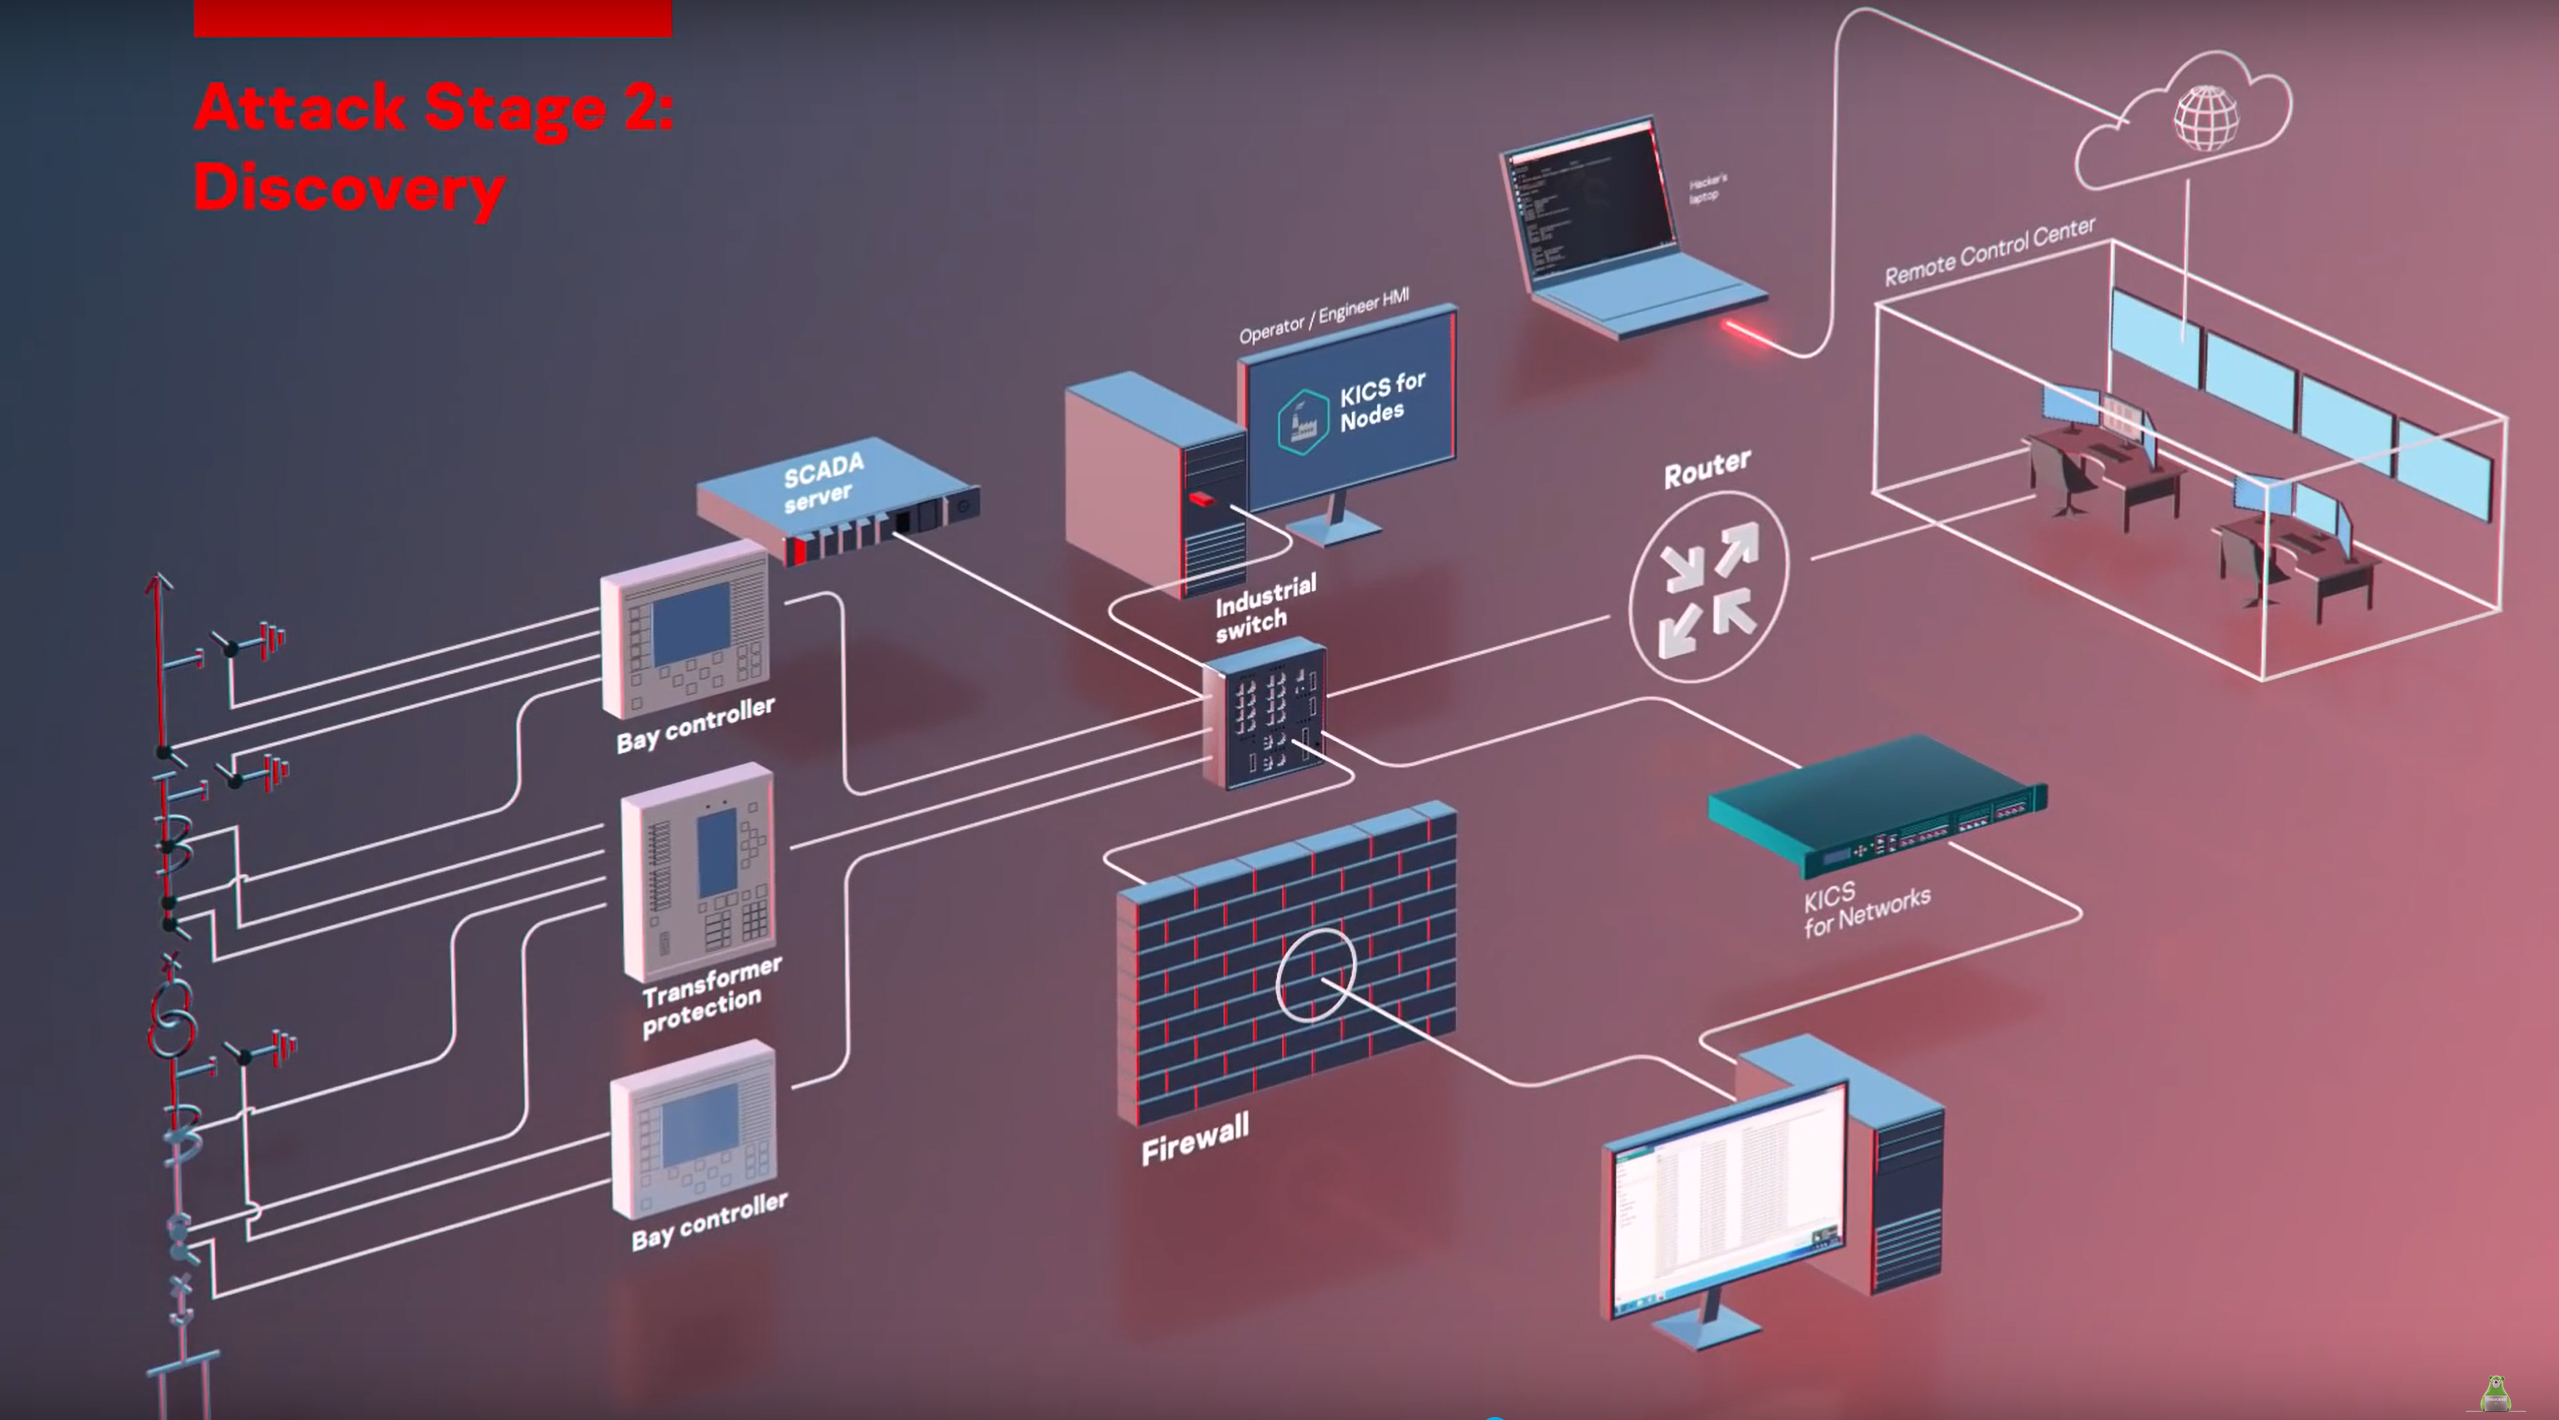 Attack Stage 2:
Discovery
Hacker's
laptop
Remote Control Center
Operator / Engineer HMI
KICS for
Nodes
SCADA
server
Router
Industrial
switch
Bay controller
KICS
for Networks
Transformer
protection
Firewall
Bay controller